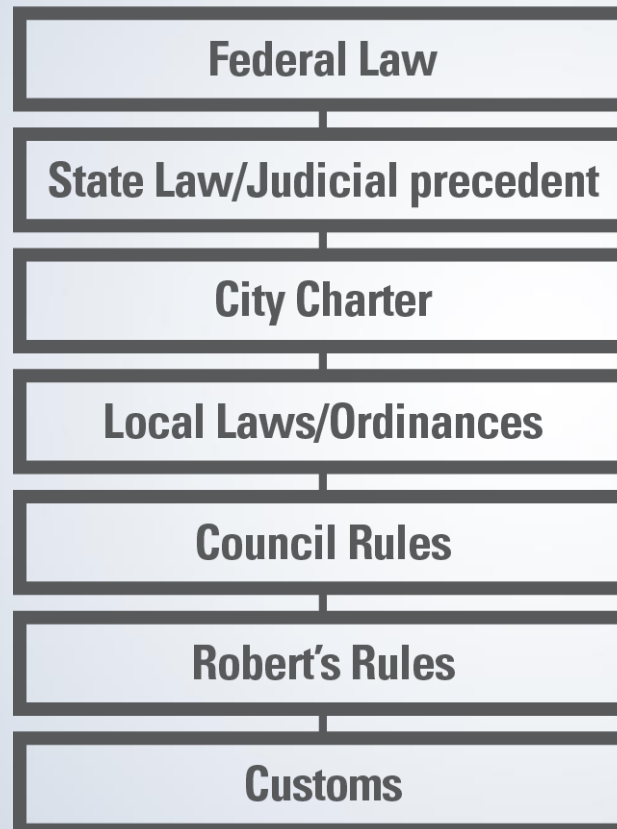 Federal Law
State Law/Judicial precedent
City Charter
Local Laws/Ordinances
Council Rules
Robert’s Rules
Customs